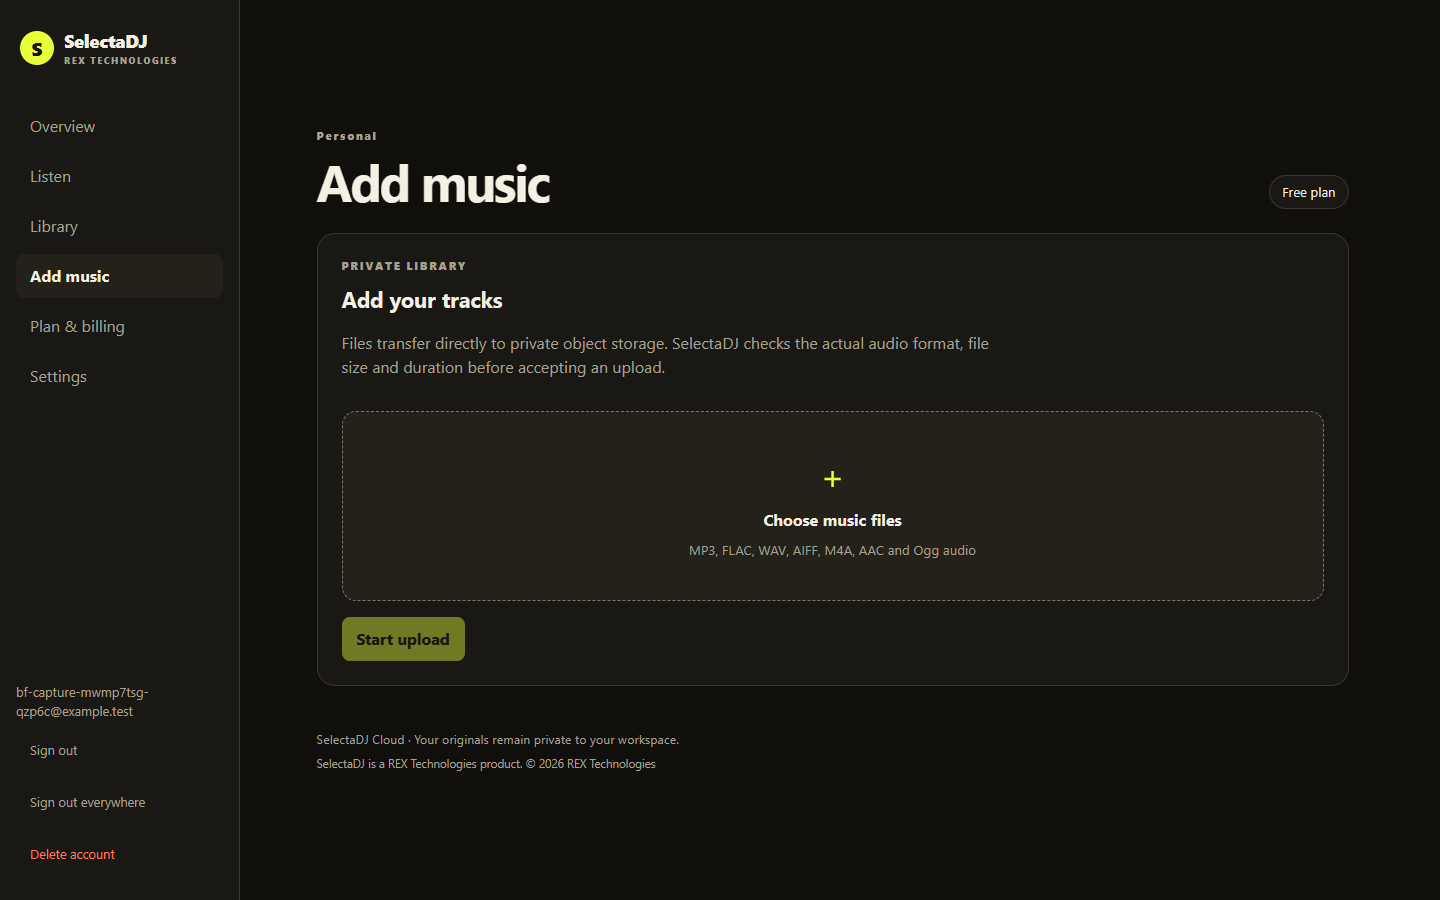 S
SelectaDJ
REX TECHNOLOGIES
Overview
Listen
Library
Add music
Plan & billing
Settings
bf-capture-mwmp7tsg-
qzp6c@example.test
Sign out
Sign out everywhere
Delete account
Personal
Add music
Free plan
PRIVATE LIBRARY
Add your tracks
Files transfer directly to private object storage. SelectaDJ checks the actual audio format, file
size and duration before accepting an upload.
+
Choose music files
MP3, FLAC, WAV, AIFF, M4A, AAC and Ogg audio
Start upload
SelectaDJ Cloud · Your originals remain private to your workspace.
SelectaDJ is a REX Technologies product. © 2026 REX Technologies